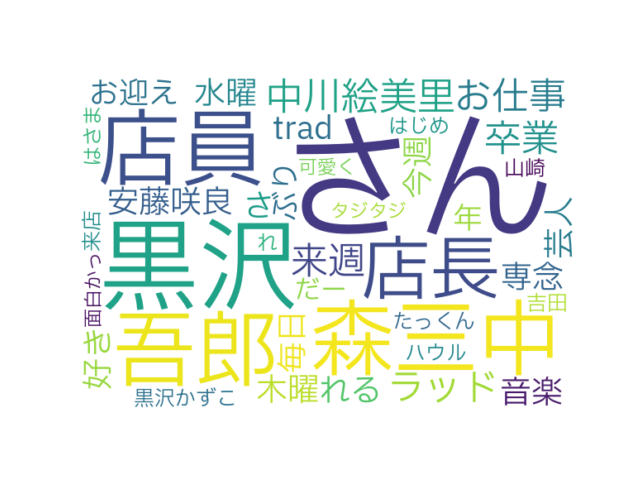 お迎え
水曜
中川絵美里
お仕事
はさま
店員
trad
はじめ
さん
卒業
可愛く
今週
山崎
安藤咲良
ざ
ぶり
タジタジ
年
芸人
来店
黒沢
れ
来週
店長
専念
面白かっ
だー
吉田
好き
吾郎
毎日
森三中
たっくん
ハウル
木曜
れる
ラッド
音楽
黒沢かずこ